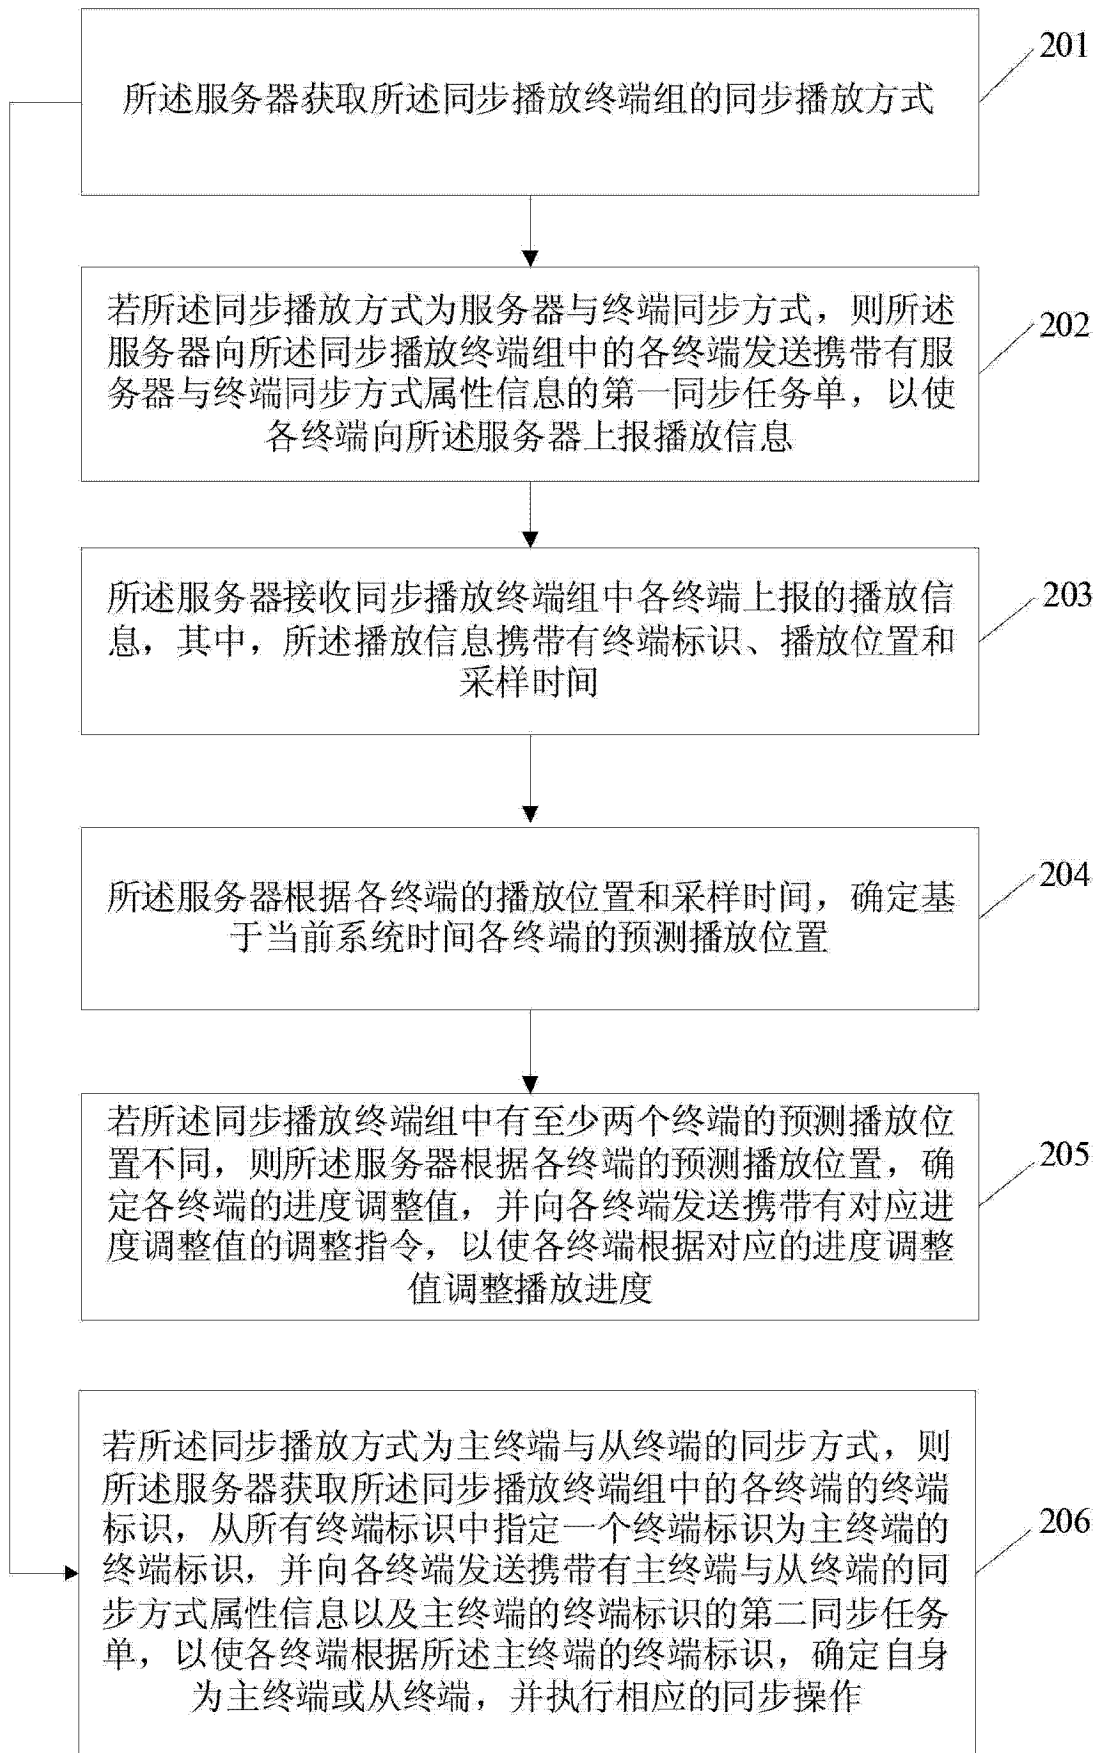 201
所述服务器获取所述同步播放终端组的同步播放方式
202
若所述同步播放方式为服务器与终端同步方式，则所述
服务器向所述同步播放终端组中的各终端发送携带有服
务器与终端同步方式属性信息的第一同步任务单，以使
各终端向所述服务器上报播放信息
203
所述服务器接收同步播放终端组中各终端上报的播放信
息，其中，所述播放信息携带有终端标识、播放位置和
采样时间
204
所述服务器根据各终端的播放位置和采样时间，确定基
于当前系统时间各终端的预测播放位置
205
若所述同步播放终端组中有至少两个终端的预测播放位
置不同，则所述服务器根据各终端的预测播放位置，确
定各终端的进度调整值，并向各终端发送携带有对应进
度调整值的调整指令，以使各终端根据对应的进度调整
值调整播放进度
206
若所述同步播放方式为主终端与从终端的同步方式，则
所述服务器获取所述同步播放终端组中的各终端的终端
标识，从所有终端标识中指定一个终端标识为主终端的
终端标识，并向各终端发送携带有主终端与从终端的同
步方式属性信息以及主终端的终端标识的第二同步任务
单，以使各终端根据所述主终端的终端标识，确定自身
为主终端或从终端，并执行相应的同步操作